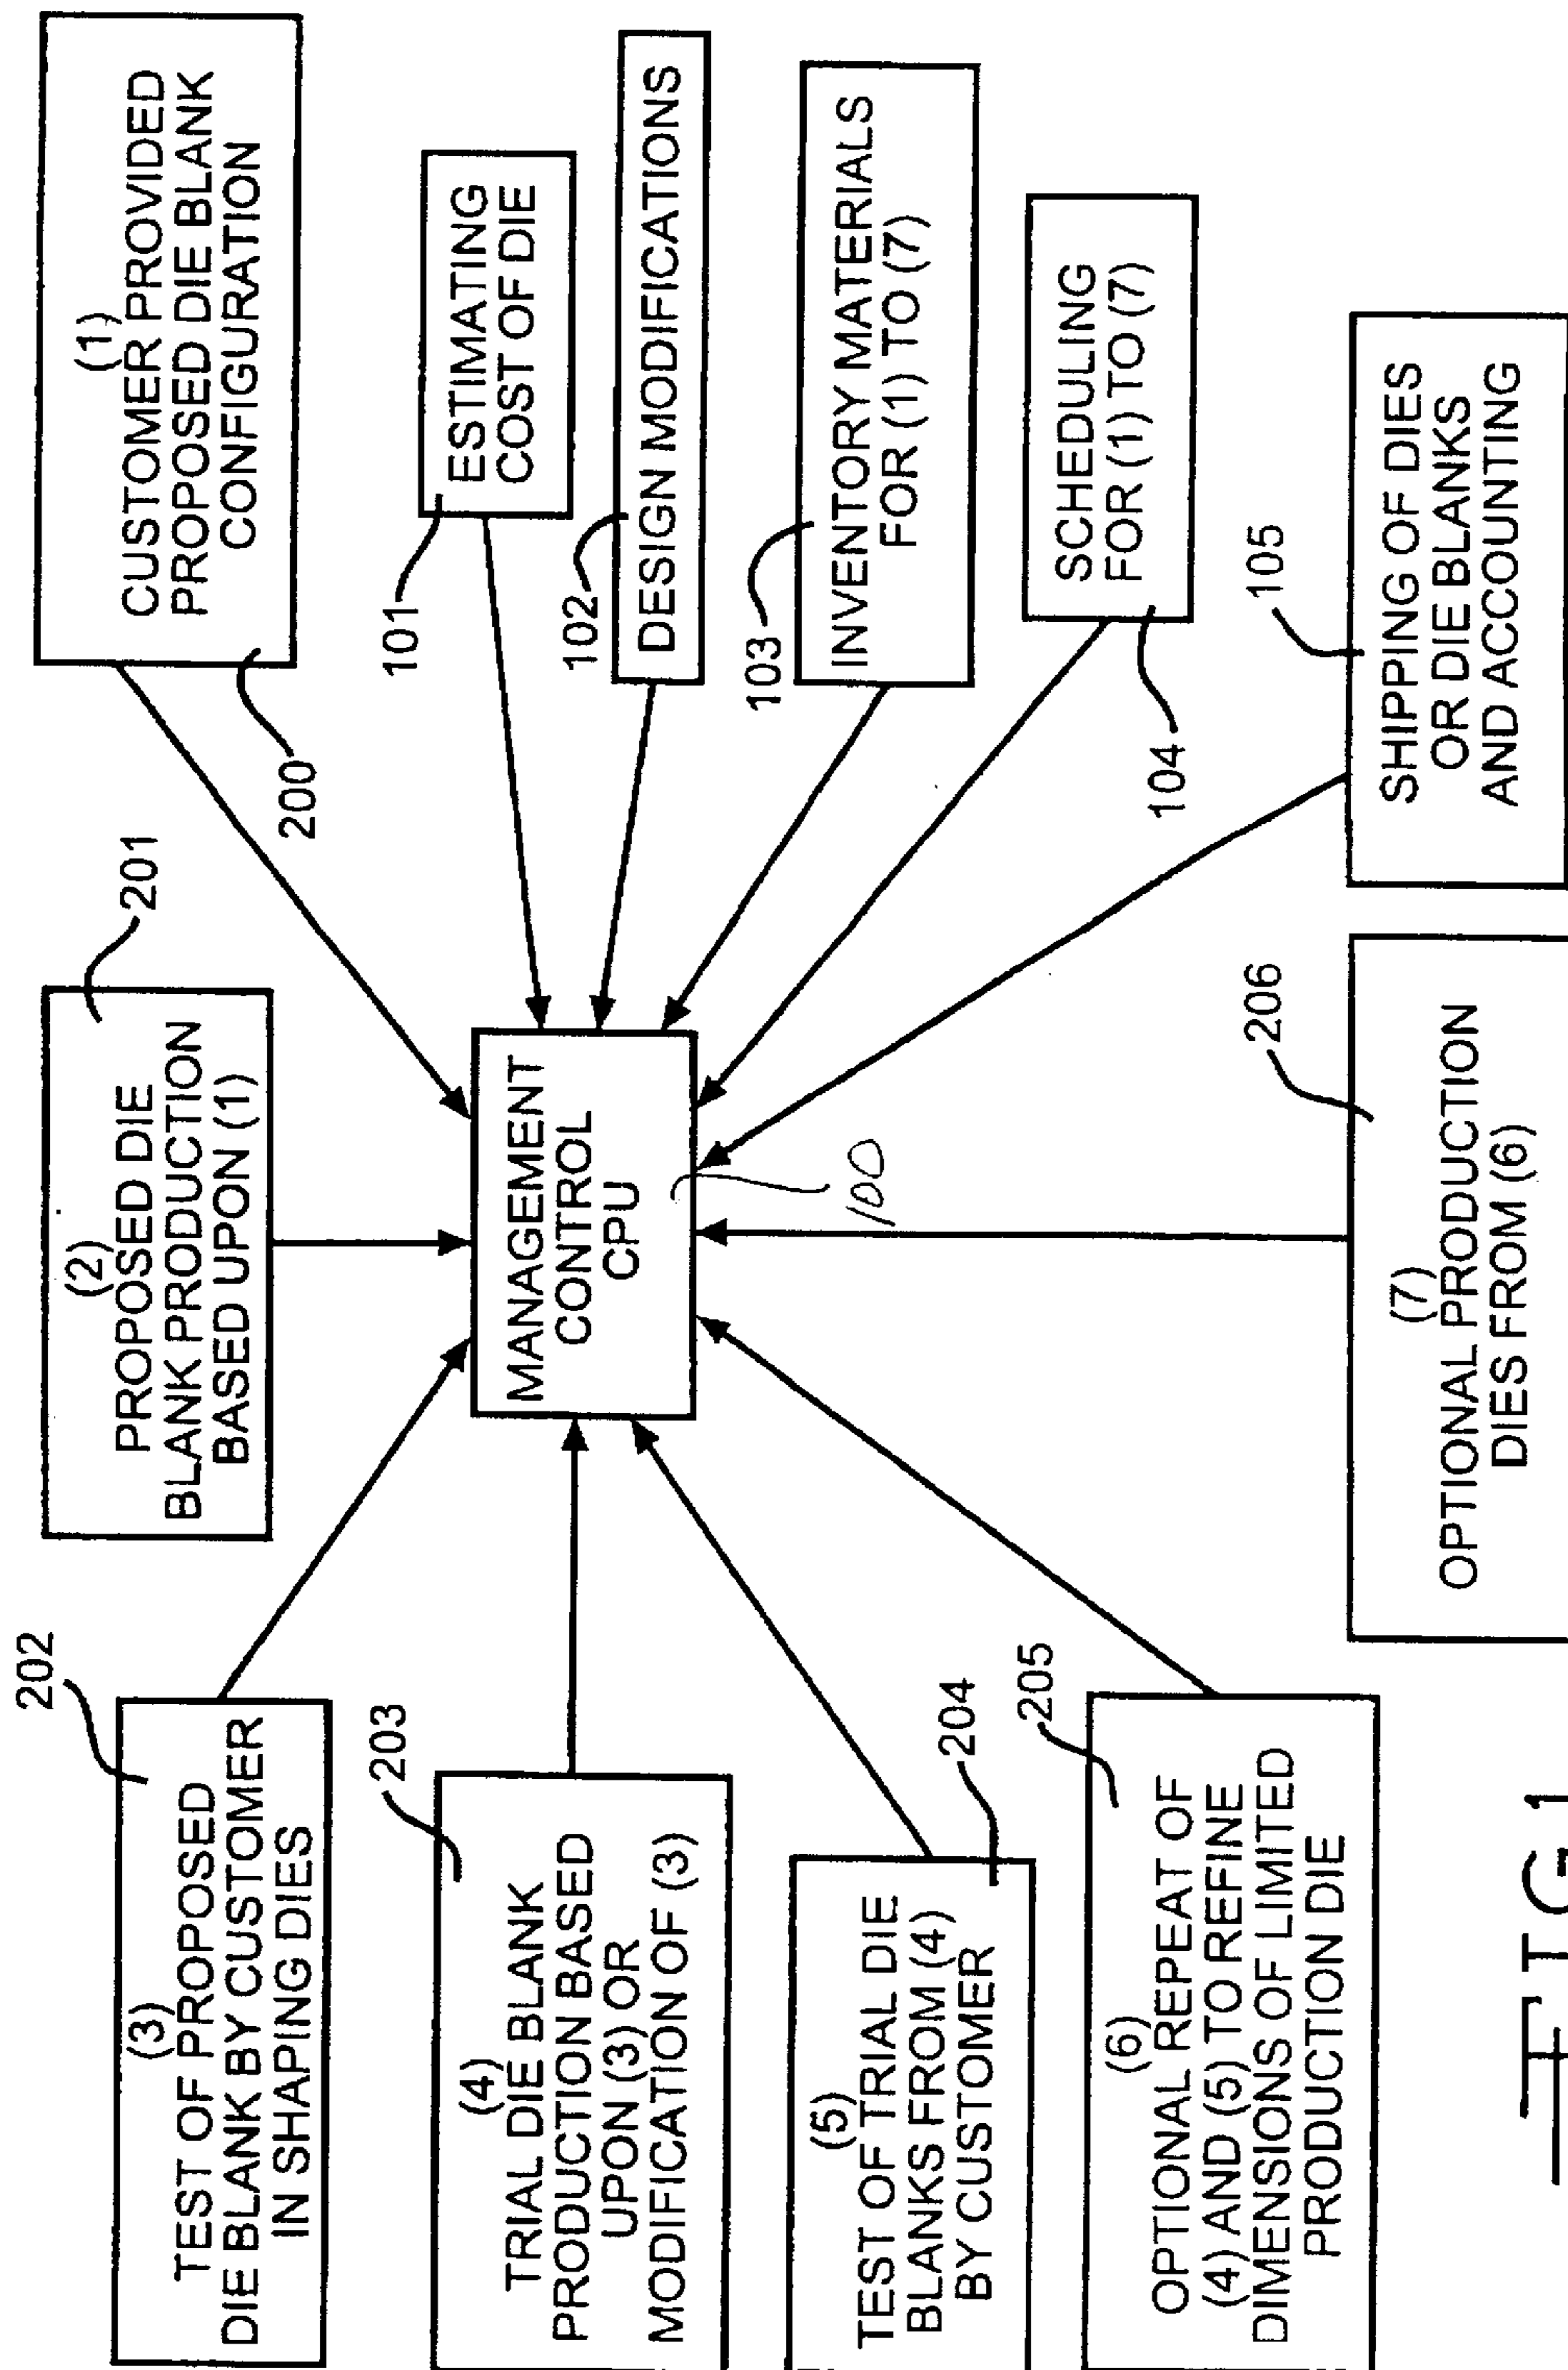 202
(3)
TEST OF PROPOSED
DIE BLANK BY CUSTOMER
IN SHAPING DIES
201
(2)
PROPOSED DIE
BLANK PRODUCTION
BASED UPON (1)
(1)
CUSTOMER PROVIDED
PROPOSED DIE BLANK
CONFIGURATION
200
203
(4)
TRIAL DIE BLANK
PRODUCTION BASED
UPON (3) OR
MODIFICATION OF (3)
MANAGEMENT
CONTROL
CPU
100
101
ESTIMATING
COST OF DIE
102
DESIGN MODIFICATIONS
103
INVENTORY MATERIALS
FOR (1) TO (7)
204
(5)
TEST OF TRIAL DIE
BLANKS FROM (4)
BY CUSTOMER
SCHEDULING
FOR (1) TO (7)
104
205
(6)
OPTIONAL REPEAT OF
(4) AND (5) TO REFINE
DIMENSIONS OF LIMITED
PRODUCTION DIE
206
(7)
OPTIONAL PRODUCTION
DIES FROM (6)
105
SHIPPING OF DIES
OR DIE BLANKS
AND ACCOUNTING
FIG 1